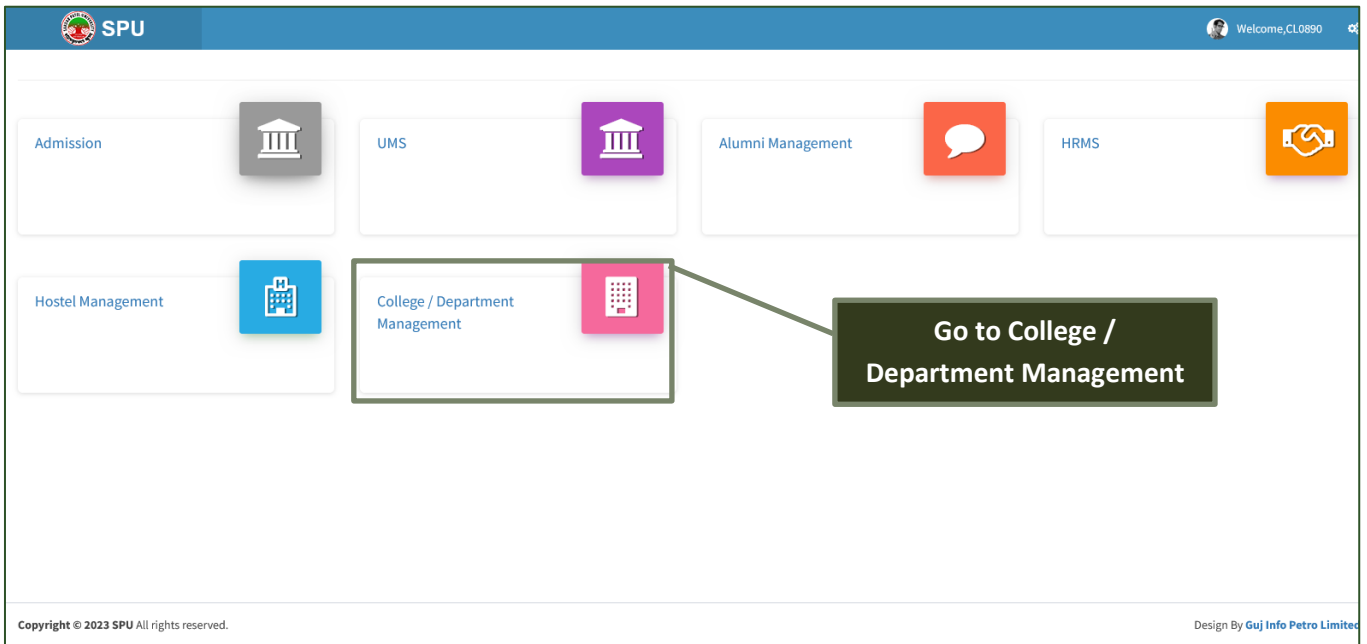 SPU
Welcome,CL0890
Admission
UMS
Alumni Management
HRMS
Hostel Management
College / Department
Management
Go to College /
Department Management
Copyright © 2023 SPU All rights reserved.
Design By Guj Info Petro Limited